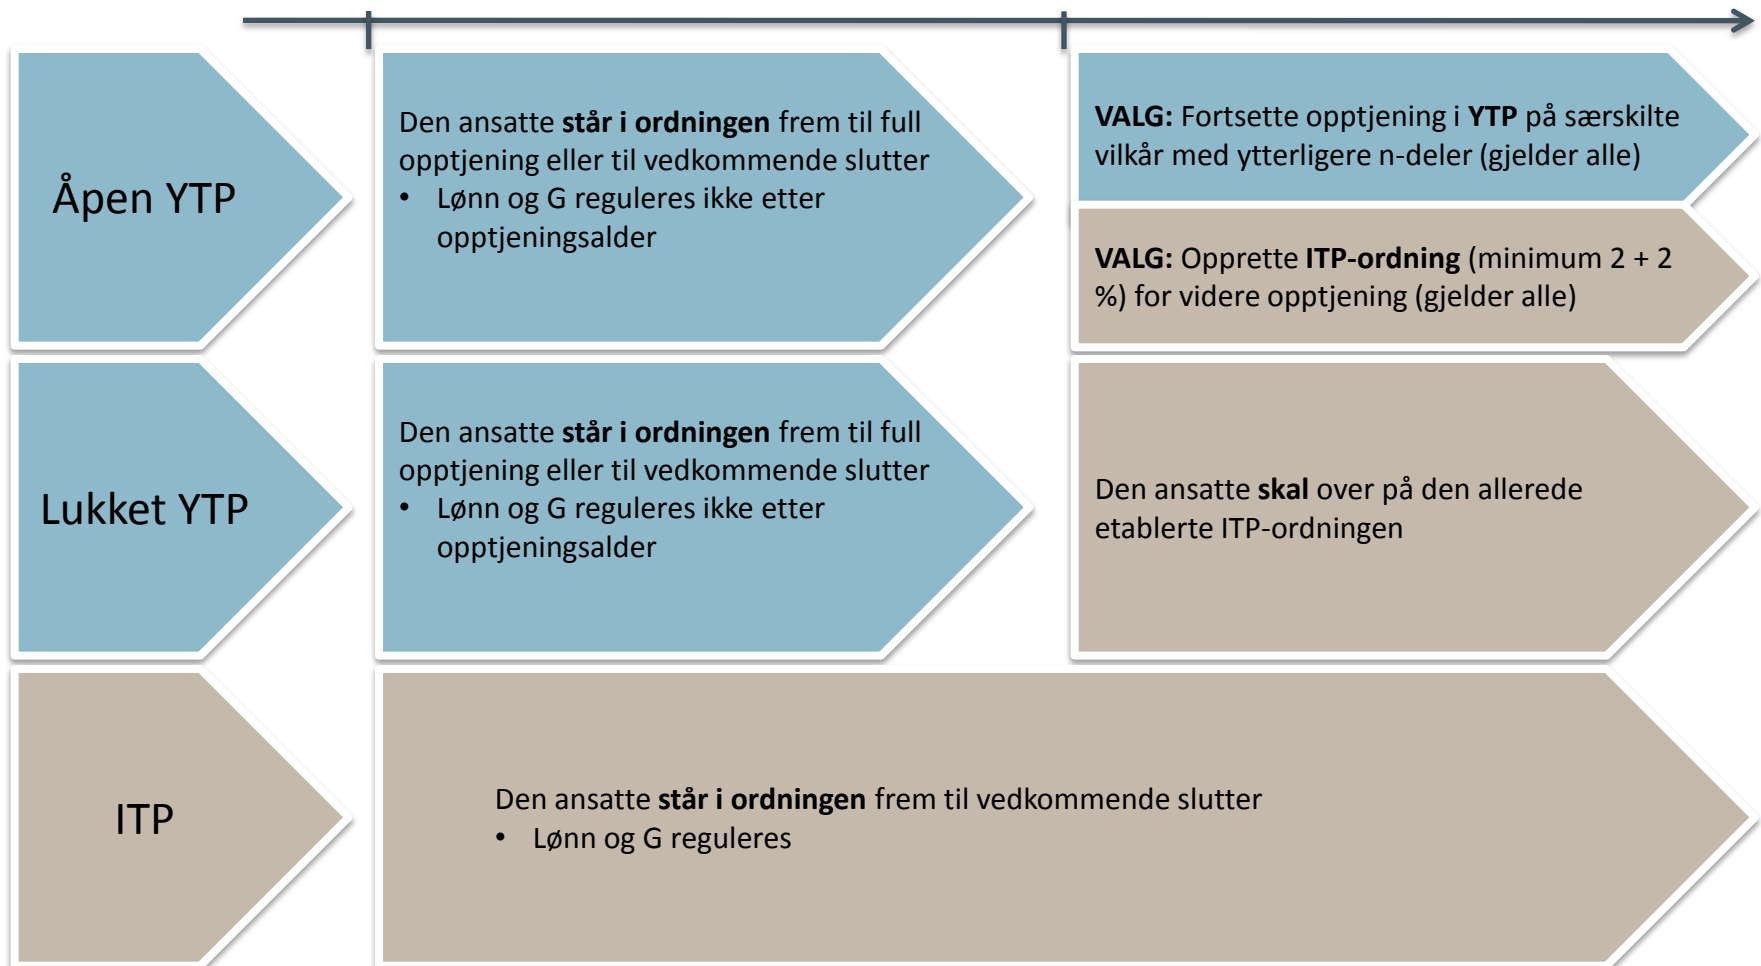 Åpen YTP
Den ansatte står i ordningen frem til full
opptjening eller til vedkommende slutter
• Lønn og G reguleres ikke etter
opptjeningsalder
VALG: Fortsette opptjening i YTP på særskilte
vilkår med ytterligere n-deler (gjelder alle)
VALG: Opprette ITP-ordning (minimum 2 + 2
%) for videre opptjening (gjelder alle)
Lukket YTP
Den ansatte står i ordningen frem til full
opptjening eller til vedkommende slutter
• Lønn og G reguleres ikke etter
opptjeningsalder
Den ansatte skal over på den allerede
etablerte ITP-ordningen
ITP
Den ansatte står i ordningen frem til vedkommende slutter
• Lønn og G reguleres